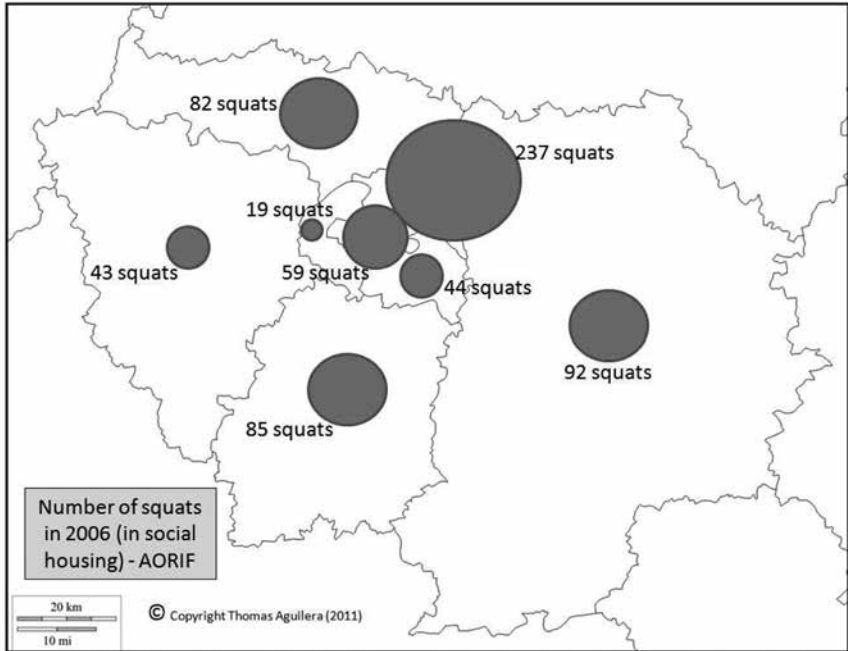 82 squats
237 squats
19 squats
43 squats
59 squats
44 squats
92 squats
85 squats
Number of squats
in 2006 (in social
housing) - AORIF
20 km
10 mi
© Copyright Thomas Aguilera (2011)